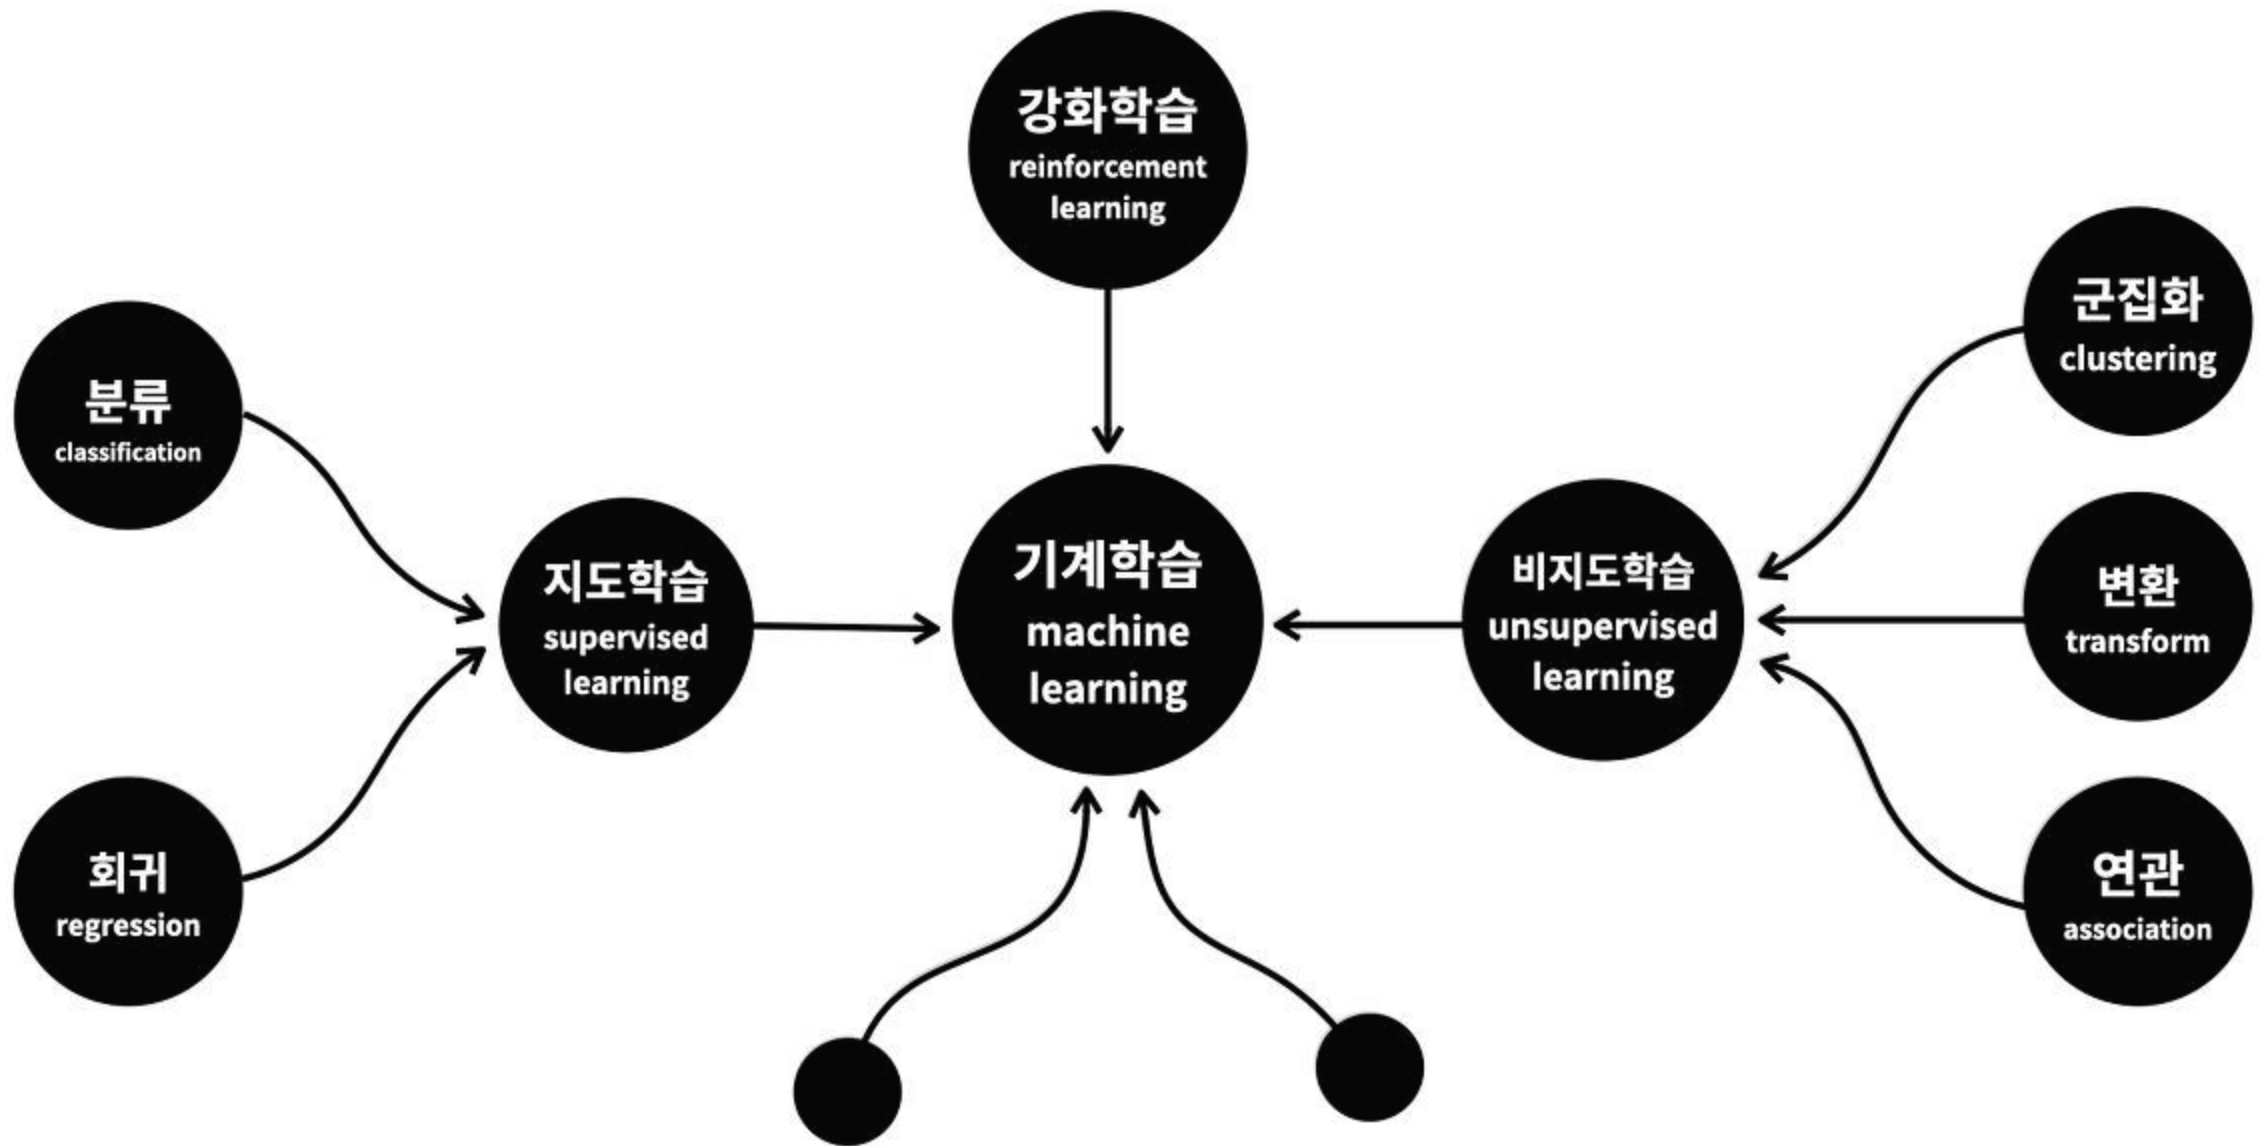 강화학습
reinforcement
learning
분류
classification
회귀
regression
지도학습
supervised
learning
기계학습
machine
learning
비지도학습
unsupervised
learning
군집화
clustering
변환
transform
연관
association